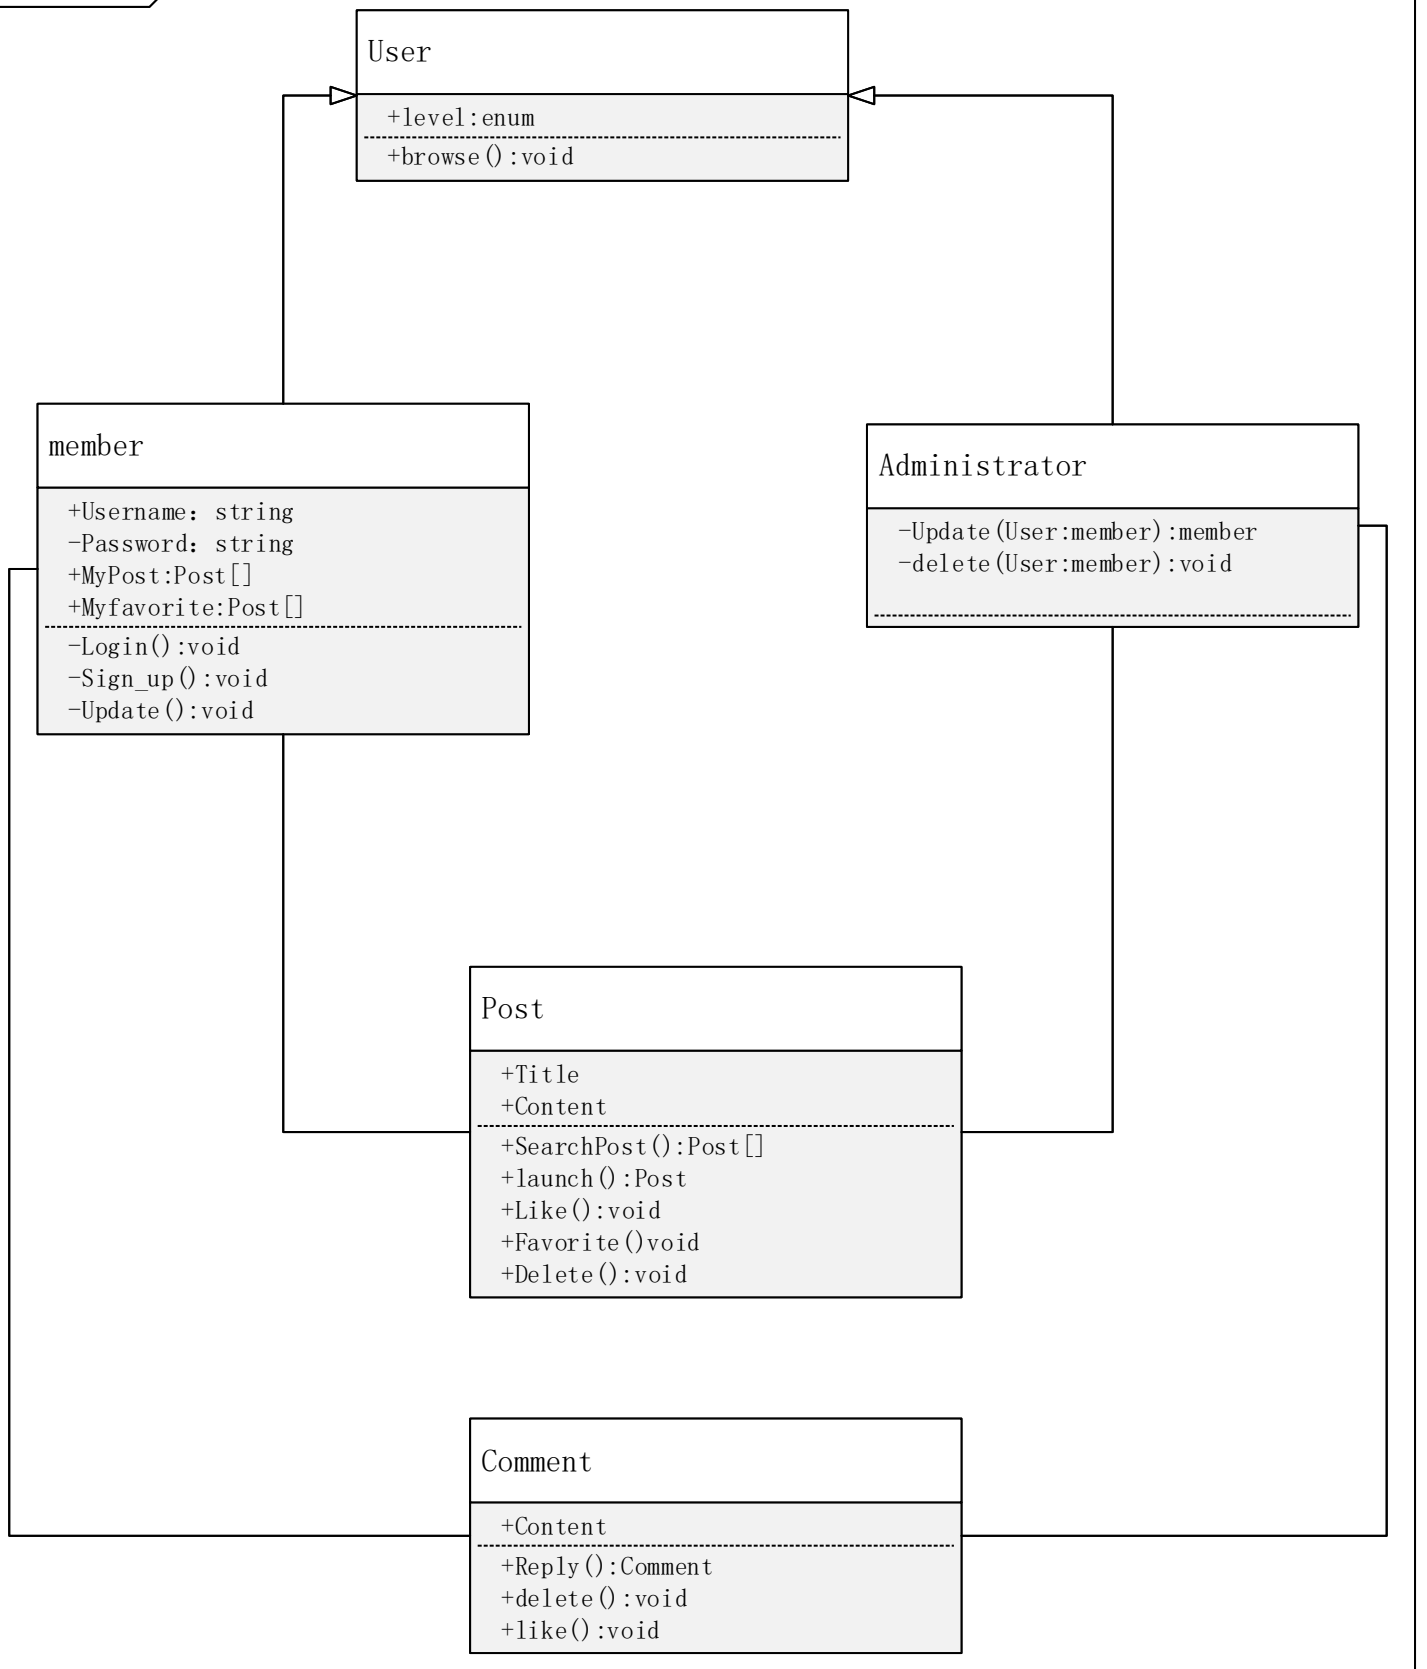 User
+level:enum
+browse():void
member
+Username：string
-Password：string
+MyPost:Post[]
+Myfavorite:Post[]
-Login():void
-Sign_up():void
-Update():void
Administrator
-Update(User:member):member
-delete(User:member):void
Post
+Title
+Content
+SearchPost():Post[]
+launch():Post
+Like():void
+Favorite()void
+Delete():void
Comment
+Content
+Reply():Comment
+delete():void
+like():void